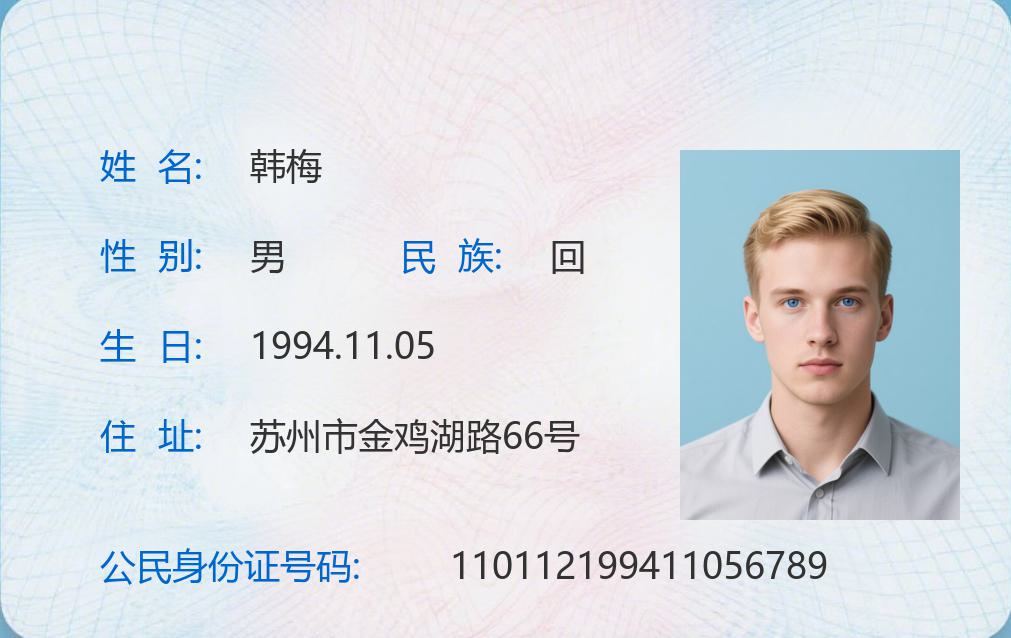 姓 名: 韩梅
性 别: 男 民 族: 回
生 日: 1994.11.05
住 址: 苏州市金鸡湖路66号
公民身份证号码: 110112199411056789